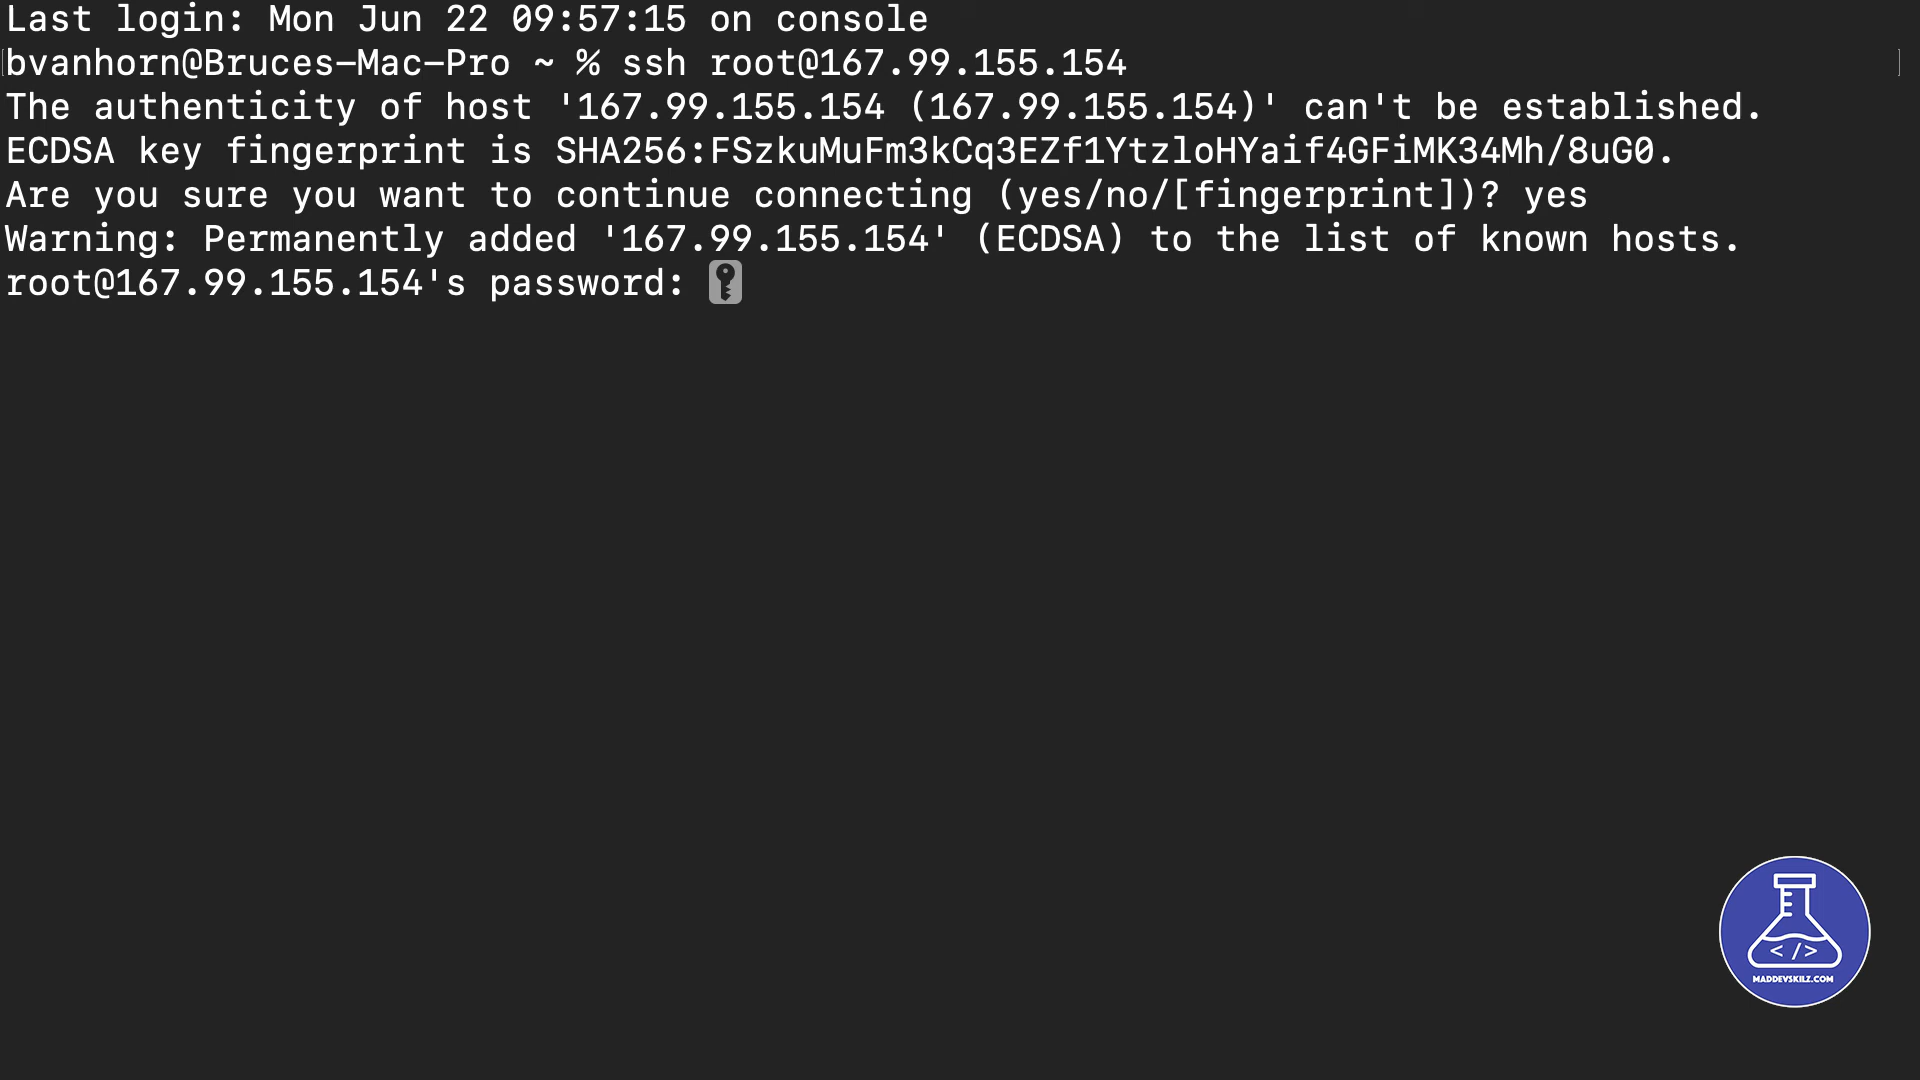 Last login: Mon Jun 22 09:57:15 on console
bvanhorn@Bruces-Mac-Pro ~ % ssh root@167.99.155.154
The authenticity of host '167.99.155.154 (167.99.155.154)' can't be established.
ECDSA key fingerprint is SHA256:FSzkuMuFm3kCq3EZf1YtzloHYaif4GFiMK34Mh/8uG0.
Are you sure you want to continue connecting (yes/no/[fingerprint])? yes
Warning: Permanently added '167.99.155.154' (ECDSA) to the list of known hosts.
root@167.99.155.154's password:
</>
MADDEVSKILZ.COM